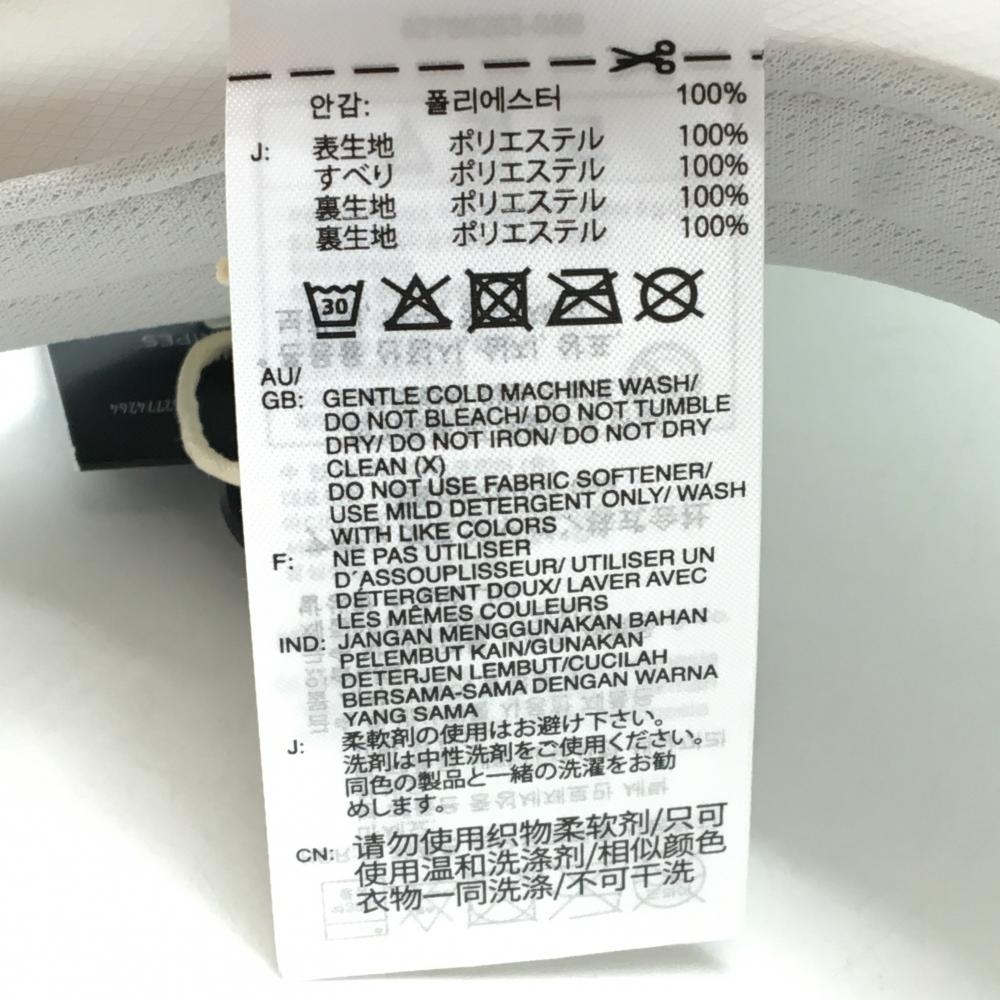 안감: 폴리에스터 100%
J: 表生地 ポリエステル 100%
すべり ポリエステル 100%
裏生地 ポリエステル 100%
裏生地 ポリエステル 100%
30
AU/
GB: GENTLE COLD MACHINE WASH/
DO NOT BLEACH/ DO NOT TUMBLE
DRY/ DO NOT IRON/ DO NOT DRY
CLEAN (X)
DO NOT USE FABRIC SOFTENER/
USE MILD DETERGENT ONLY/ WASH
WITH LIKE COLORS
F: NE PAS UTILISER
D´ASSOUPLISSEUR/ UTILISER UN
DÉTERGENT DOUX/ LAVER AVEC
LES MÊMES COULEURS
IND: JANGAN MENGGUNAKAN BAHAN
PELEMBUT KAIN/GUNAKAN
DETERJEN LEMBUT/CUCILAH
BERSAMA-SAMA DENGAN WARNA
YANG SAMA
J: 柔軟剤の使用はお避け下さい。
洗剤は中性洗剤をご使用ください。
同色の製品と一緒の洗濯をお勧
めします。
CN: 请勿使用织物柔软剂/只可
使用温和洗涤剂/相似颜色
衣物一同洗涤/不可干洗